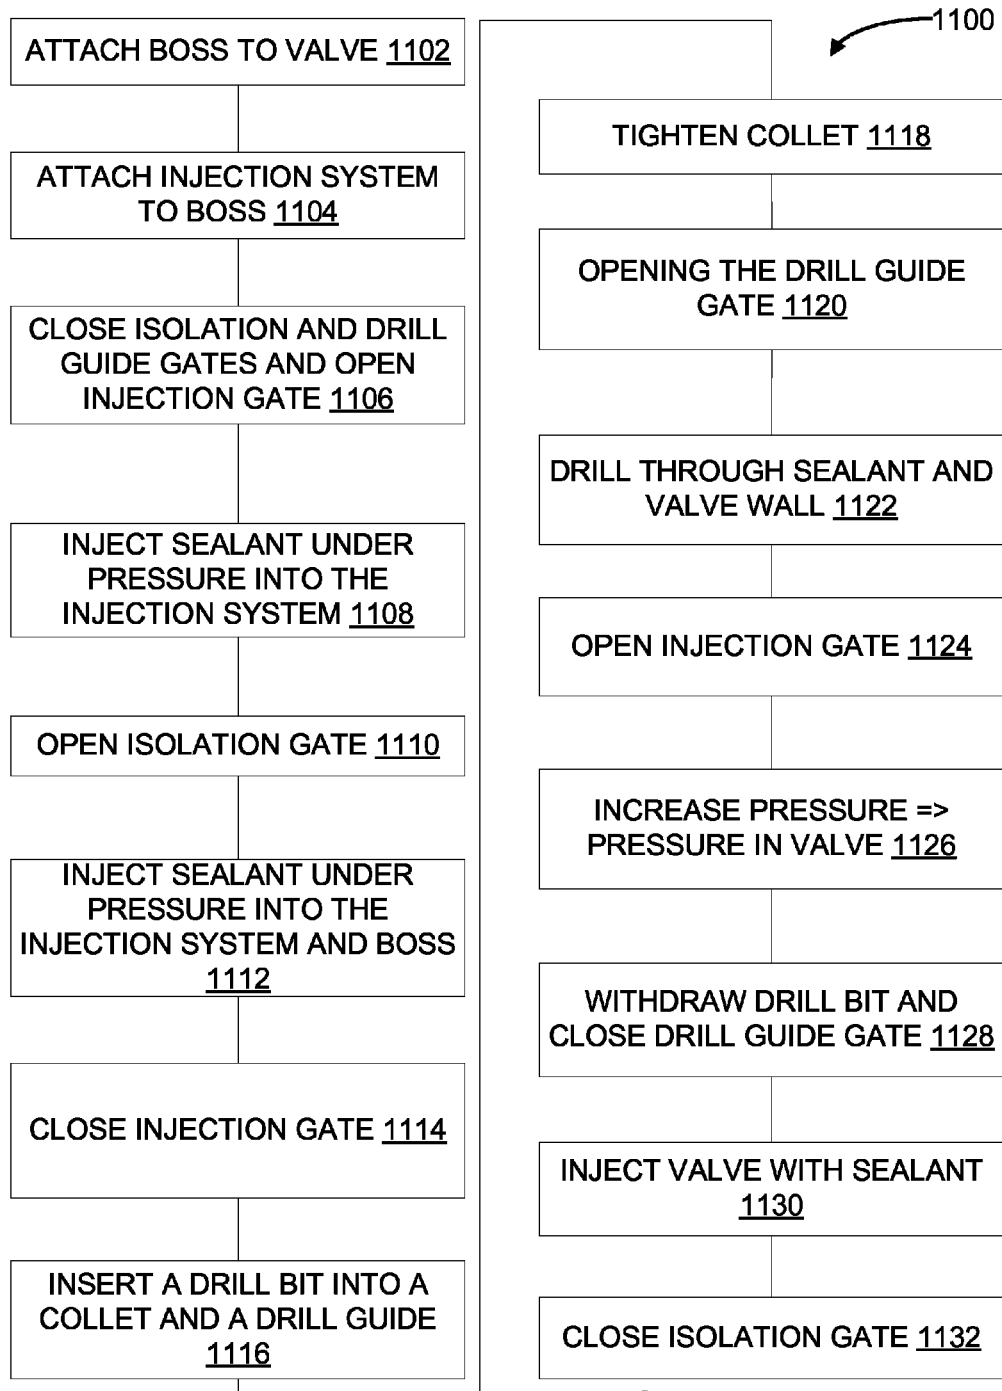 ATTACH BOSS TO VALVE 1102
ATTACH INJECTION SYSTEM
TO BOSS 1104
CLOSE ISOLATION AND DRILL
GUIDE GATES AND OPEN
INJECTION GATE 1106
INJECT SEALANT UNDER
PRESSURE INTO THE
INJECTION SYSTEM 1108
OPEN ISOLATION GATE 1110
INJECT SEALANT UNDER
PRESSURE INTO THE
INJECTION SYSTEM AND BOSS
1112
CLOSE INJECTION GATE 1114
INSERT A DRILL BIT INTO A
COLLET AND A DRILL GUIDE
1116
1100
TIGHTEN COLLET 1118
OPENING THE DRILL GUIDE
GATE 1120
DRILL THROUGH SEALANT AND
VALVE WALL 1122
OPEN INJECTION GATE 1124
INCREASE PRESSURE =>
PRESSURE IN VALVE 1126
WITHDRAW DRILL BIT AND
CLOSE DRILL GUIDE GATE 1128
INJECT VALVE WITH SEALANT
1130
CLOSE ISOLATION GATE 1132